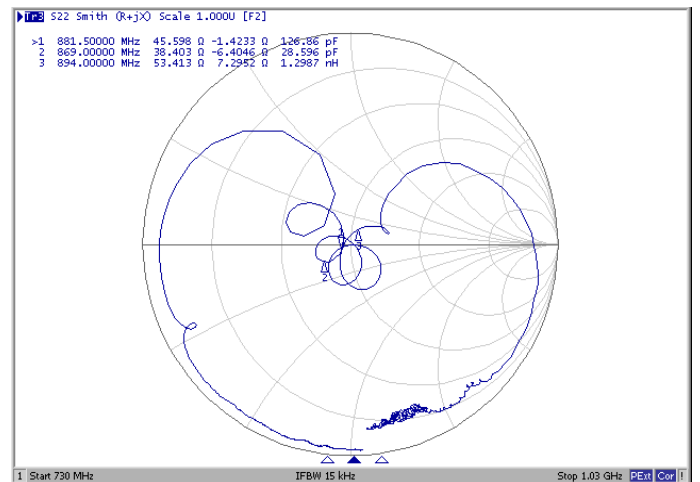 Tr3 S22 Smith (R+jX) Scale 1.000U [F2]
>1 881.50000 MHz 45.598 Ω -1.4233 Ω 126.86 pF
2 869.00000 MHz 38.403 Ω -6.4046 Ω 28.596 pF
3 894.00000 MHz 53.413 Ω 7.2952 Ω 1.2987 nH
1
3
2
1 Start 730 MHz IFBW 15 kHz Stop 1.03 GHz PExt Cor !